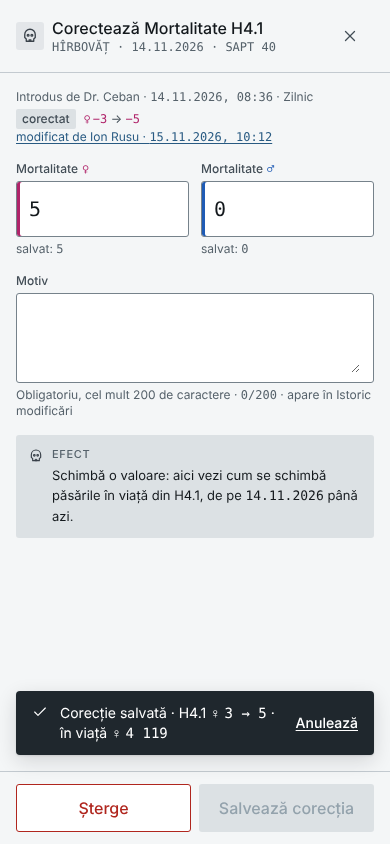 Corectează Mortalitate H4.1
HÎRBOVĂȚ · 14.11.2026 · SAPT 40
Introdus de Dr. Ceban · 14.11.2026, 08:36 · Zilnic
corectat ♀−3 → −5
modificat de Ion Rusu · 15.11.2026, 10:12
Mortalitate ♀ Mortalitate ♂
5 0
salvat: 5 salvat: 0
Motiv
Obligatoriu, cel mult 200 de caractere · 0/200 · apare în Istoric
modificări
EFECT
Schimbă o valoare: aici vezi cum se schimbă
păsările în viață din H4.1, de pe 14.11.2026 până
azi.
Corecție salvată · H4.1 ♀ 3 → 5 ·
în viață ♀ 4 119
Anulează
Șterge Salvează corecția